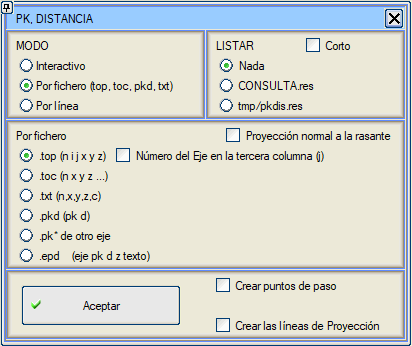 PK, DISTANCIA
MODO
Interactivo
Por fichero (top, toc, pkd, txt)
Por línea
LISTAR
Corto
Nada
CONSULTA.res
tmp/pkdis.res
Por fichero
Proyección normal a la rasante
.top (n i j x y z)
Número del Eje en la tercera columna (j)
.toc (n x y z ...)
.txt (n,x,y,z,c)
.pkd (pk d)
.pk* de otro eje
.epd (eje pk d z texto)
Aceptar
Crear puntos de paso
Crear las líneas de Proyección